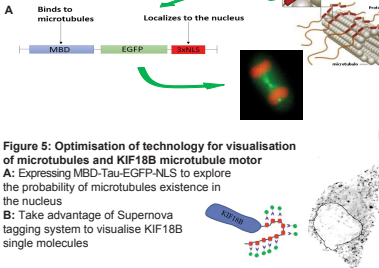 A
Binds to
microtubules
Localizes to the nucleus
MBD
EGFP
3xNLS
microtubulo
Figure 5: Optimisation of technology for visualisation
of microtubules and KIF18B microtubule motor
A: Expressing MBD-Tau-EGFP-NLS to explore
the probability of microtubules existence in
the nucleus
B: Take advantage of Supernova
tagging system to visualise KIF18B
single molecules
KIF18B